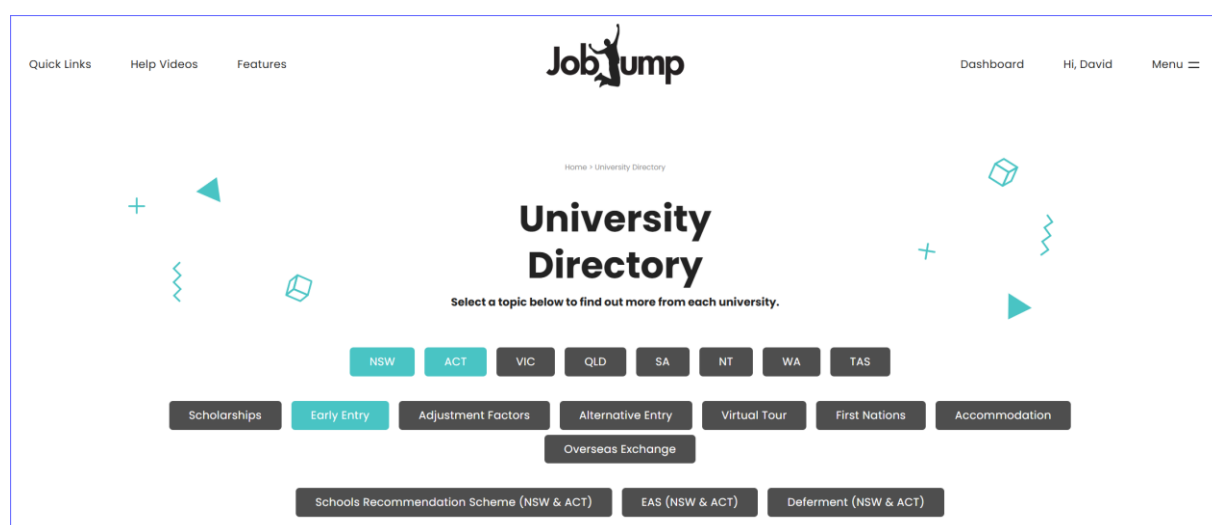 Quick Links Help Videos Features JobJump Dashboard Hi, David Menu
Home > University Directory
University
Directory
Select a topic below to find out more from each university.
NSW ACT VIC QLD SA NT WA TAS
Scholarships Early Entry Adjustment Factors Alternative Entry Virtual Tour First Nations Accommodation
Overseas Exchange
Schools Recommendation Scheme (NSW & ACT) EAS (NSW & ACT) Deferment (NSW & ACT)